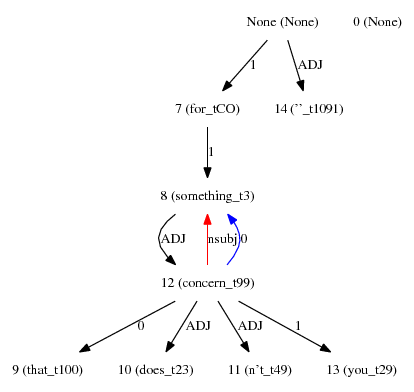 None (None) 0 (None)
1 ADJ
7 (for_tCO) 14 (''_t1091)
1
8 (something_t3)
ADJ nsubj 0
12 (concern_t99)
0 ADJ ADJ 1
9 (that_t100) 10 (does_t23) 11 (n't_t49) 13 (you_t29)